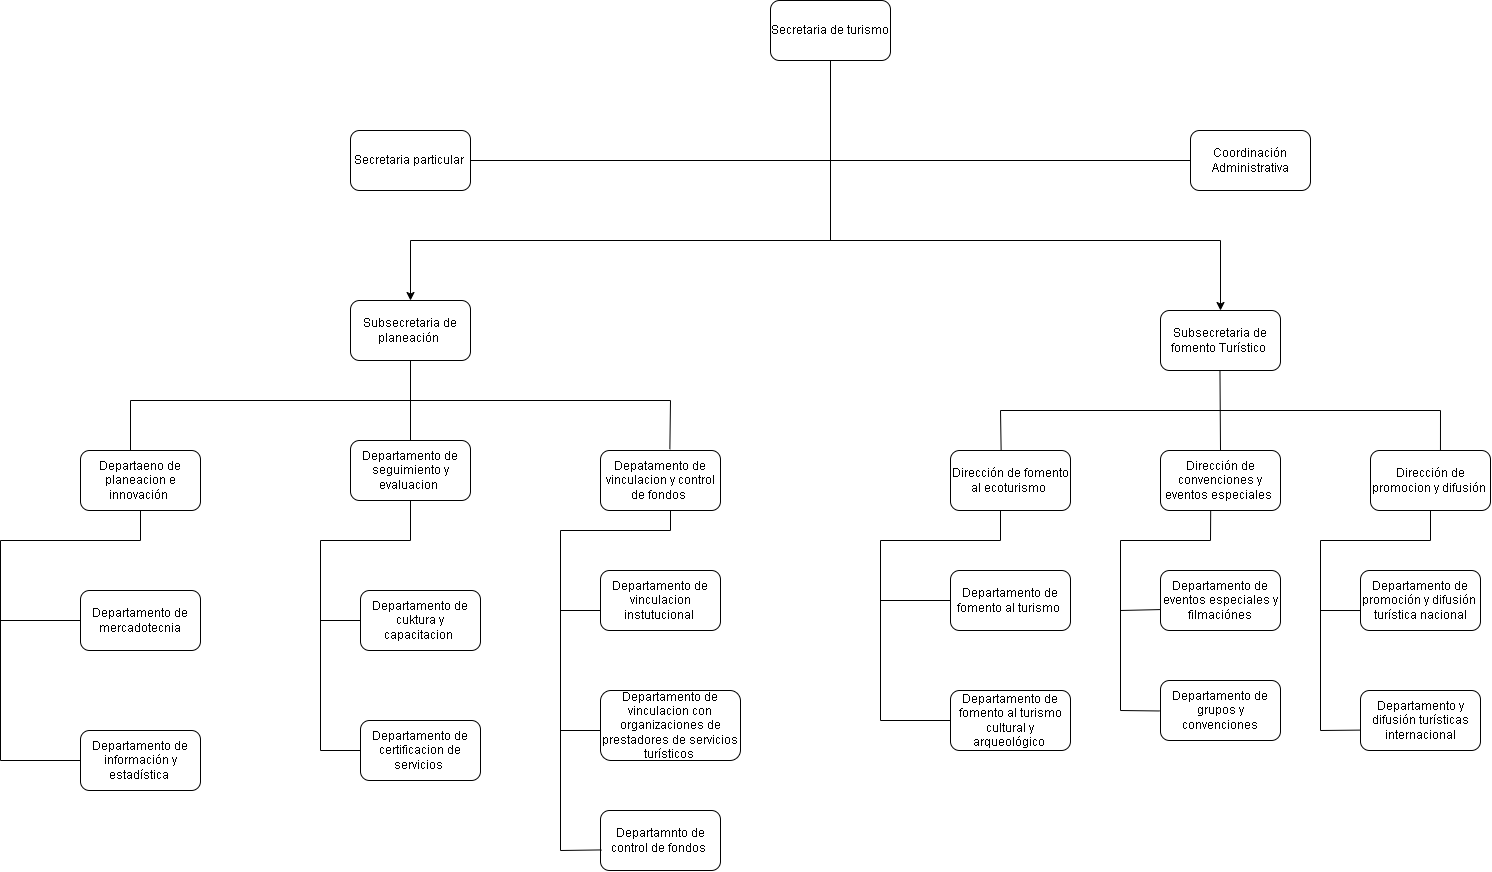 Secretaria de turismo
Secretaria particular
Coordinación
Administrativa
Subsecretaria de
planeación
Subsecretaria de
fomento Turístico
Departaeno de
planeacion e
innovación
Departamento de
seguimiento y
evaluacion
Depatamento de
vinculacion y control
de fondos
Dirección de fomento
al ecoturismo
Dirección de
convenciones y
eventos especiales
Dirección de
promocion y difusión
Departamento de
mercadotecnia
Departamento de
cuktura y
capacitacion
Departamento de
vinculacion
instutucional
Departamento de
fomento al turismo
Departamento de
eventos especiales y
filmaciónes
Departamento de
promoción y difusión
turística nacional
Departamento de
información y
estadística
Departamento de
certificacion de
servicios
Departamento de
vinculacion con
organizaciones de
prestadores de servicios
turísticos
Departamento de
fomento al turismo
cultural y
arqueológico
Departamento de
grupos y
convenciones
Departamento y
difusión turísticas
internacional
Departamnto de
control de fondos